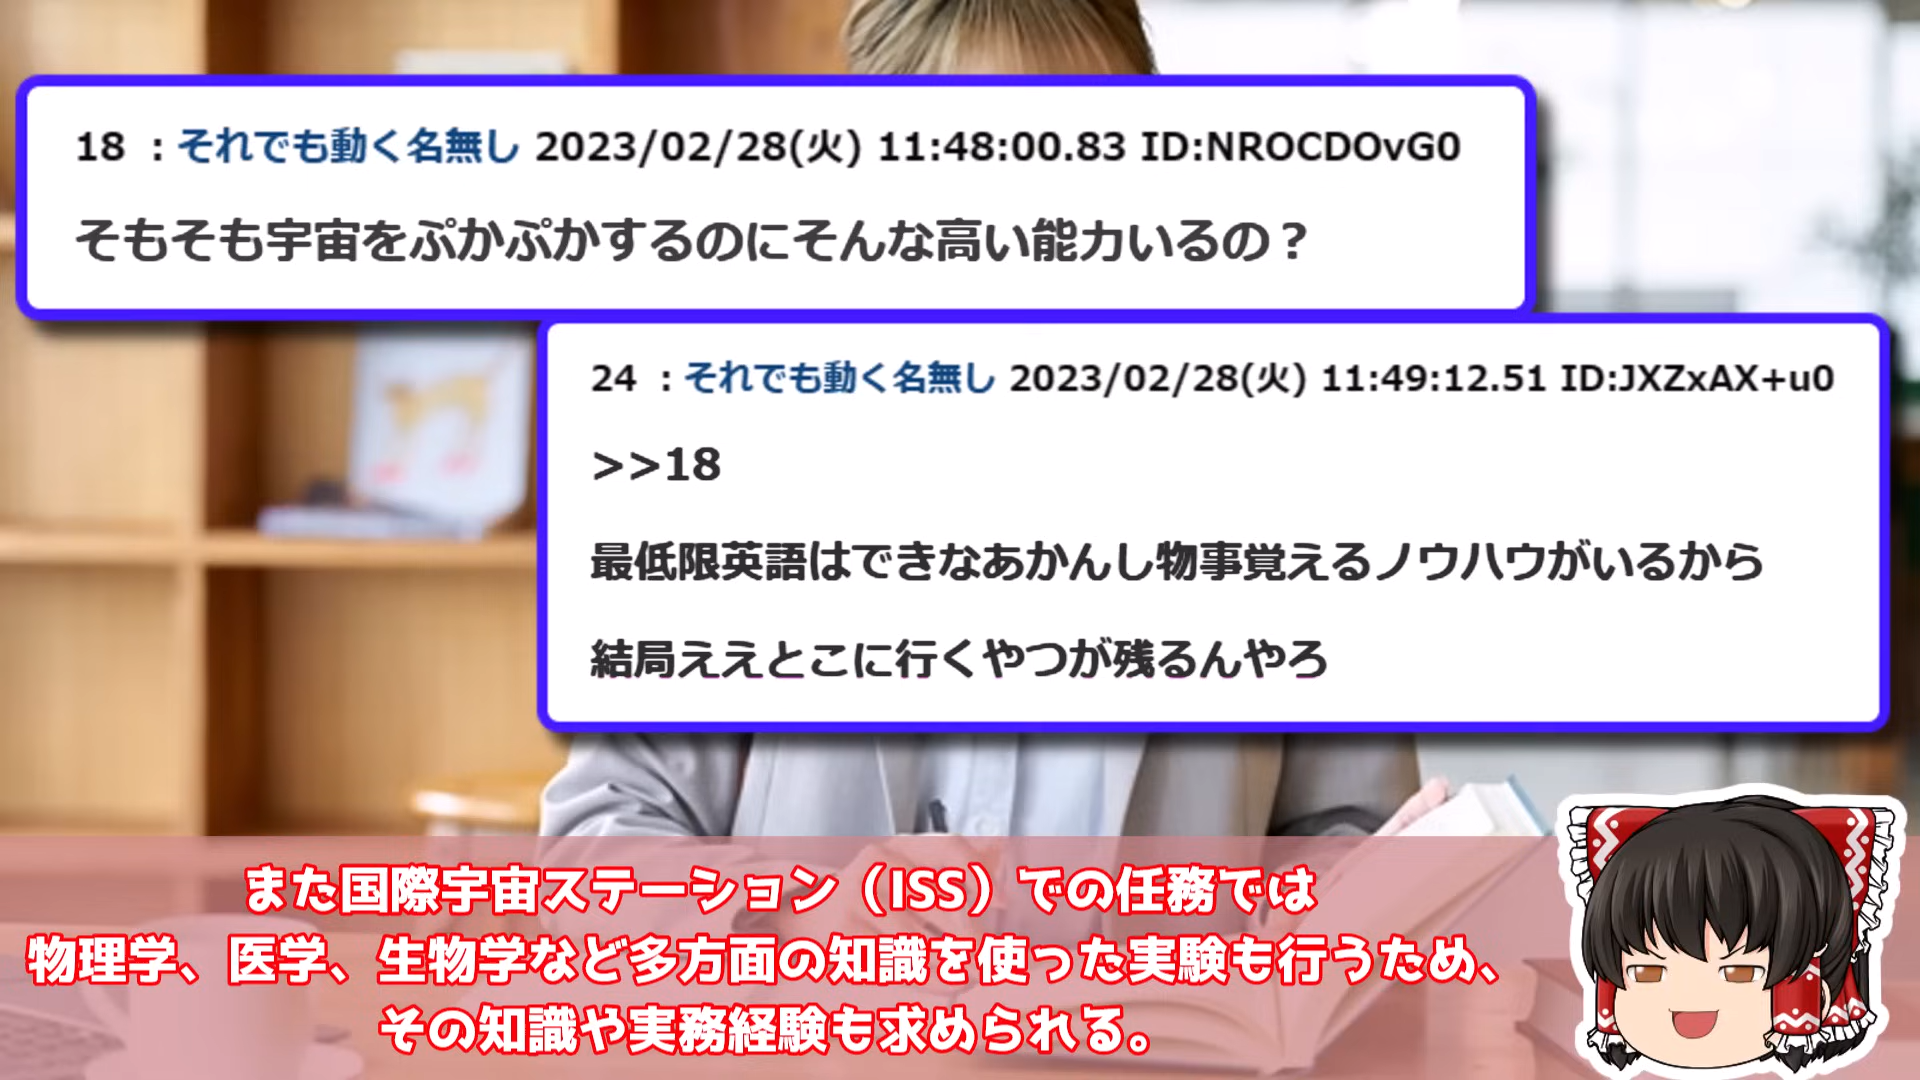 18 ：それでも動く名無し 2023/02/28(火) 11:48:00.83 ID:NROCDOvG0
そもそも宇宙をぷかぷかするのにそんな高い能力いるの？
24 ：それでも動く名無し 2023/02/28(火) 11:49:12.51 ID:JXZxAX+u0
>>18
最低限英語はできなあかんし物事覚えるノウハウがいるから
結局ええとこに行くやつが残るんやろ
また国際宇宙ステーション（ISS）での任務では
物理学、医学、生物学など多方面の知識を使った実験も行うため、
その知識や実務経験も求められる。